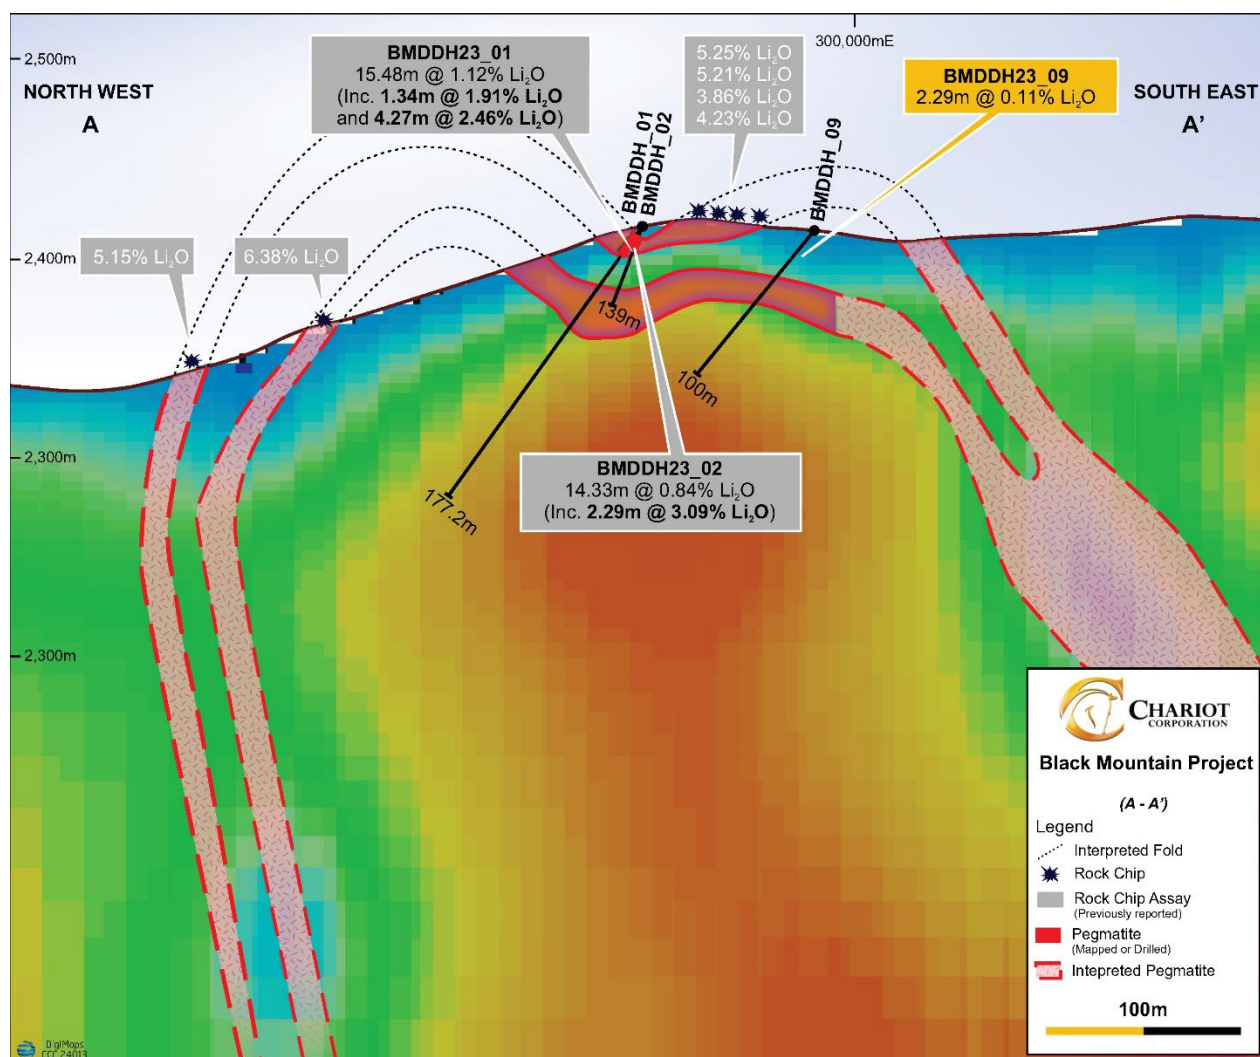 300,000mE
2,500m
NORTH WEST
A
BMDDH23_01
15.48m @ 1.12% Li₂O
(Inc. 1.34m @ 1.91% Li₂O
and 4.27m @ 2.46% Li₂O)
5.25% Li₂O
5.21% Li₂O
3.86% Li₂O
4.23% Li₂O
BMDDH23_09
2.29m @ 0.11% Li₂O
SOUTH EAST
A'
BMDDH_01
BMDDH_02
BMDDH_09
2,400m
5.15% Li₂O
6.38% Li₂O
139m
100m
2,300m
177.2m
BMDDH23_02
14.33m @ 0.84% Li₂O
(Inc. 2.29m @ 3.09% Li₂O)
2,300m
CHARIOT
CORPORATION
Black Mountain Project
(A - A')
Legend
Interpreted Fold
Rock Chip
Rock Chip Assay
(Previously reported)
Pegmatite
(Mapped or Drilled)
Intepreted Pegmatite
100m
DigiMaps
CCC 24013